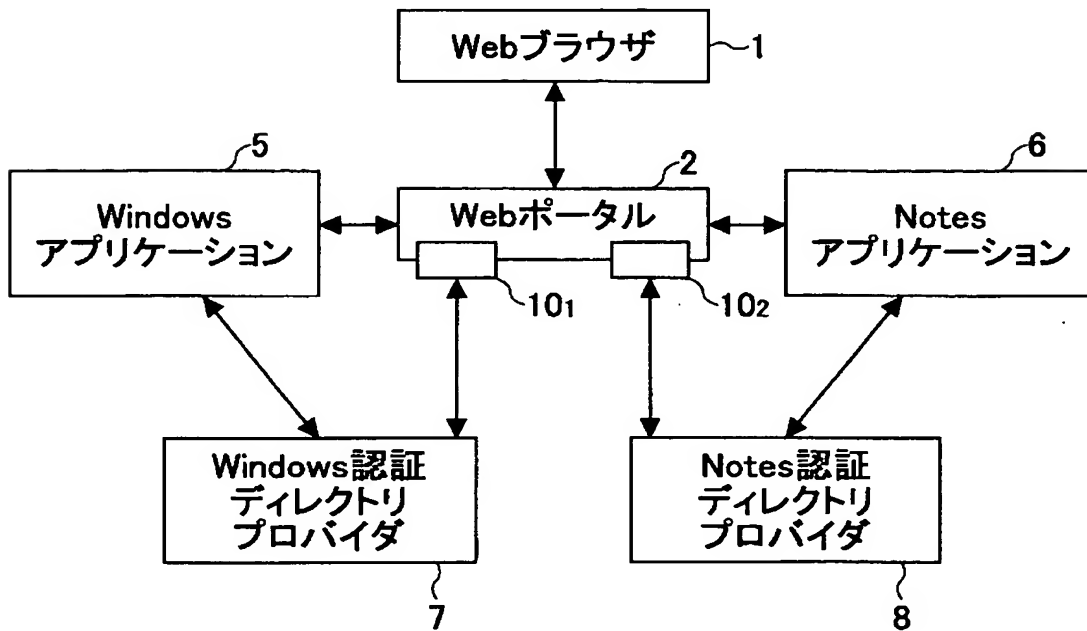 Webブラウザ
1
5
2
6
Windows
アプリケーション
Webポータル
Notes
アプリケーション
10₁
10₂
Windows認証
ディレクトリ
プロバイダ
Notes認証
ディレクトリ
プロバイダ
7
8